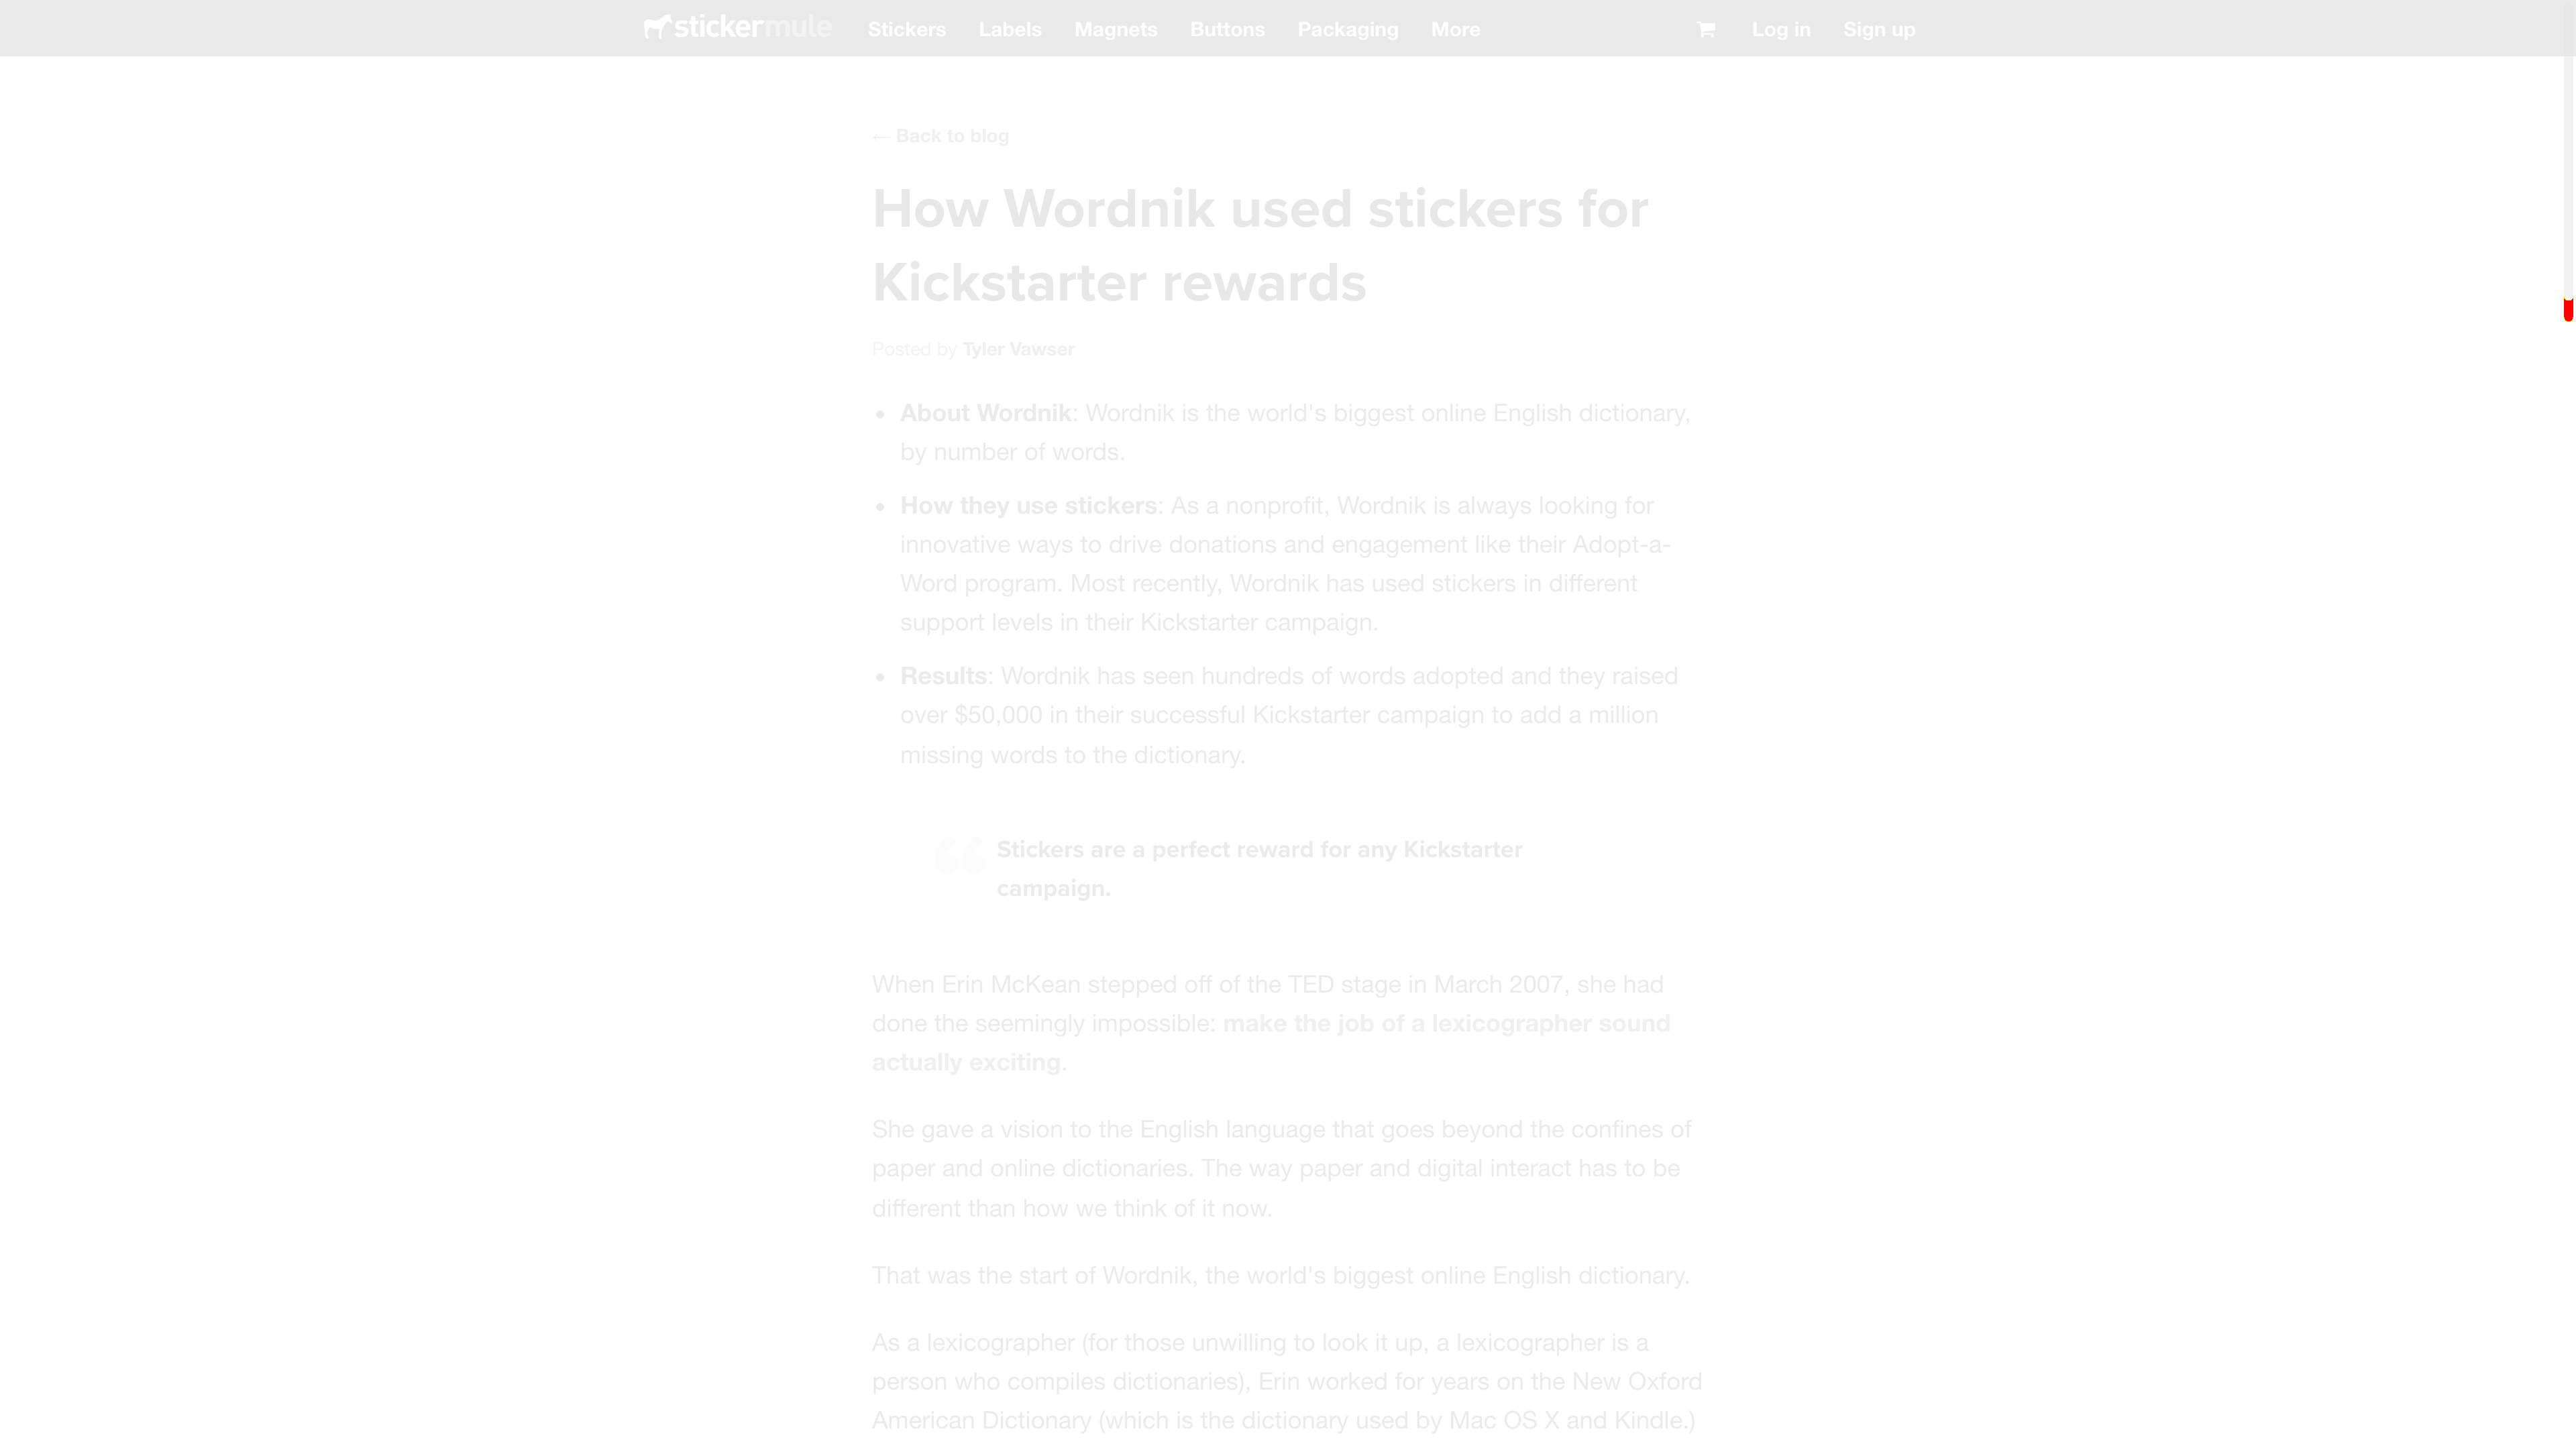 stickermule Stickers Labels Magnets Buttons Packaging More Log in Sign up
← Back to blog
How Wordnik used stickers for
Kickstarter rewards
Posted by Tyler Vawser
• About Wordnik: Wordnik is the world's biggest online English dictionary,
by number of words.
• How they use stickers: As a nonprofit, Wordnik is always looking for
innovative ways to drive donations and engagement like their Adopt-a-
Word program. Most recently, Wordnik has used stickers in different
support levels in their Kickstarter campaign.
• Results: Wordnik has seen hundreds of words adopted and they raised
over $50,000 in their successful Kickstarter campaign to add a million
missing words to the dictionary.
“ Stickers are a perfect reward for any Kickstarter
campaign.
When Erin McKean stepped off of the TED stage in March 2007, she had
done the seemingly impossible: make the job of a lexicographer sound
actually exciting.
She gave a vision to the English language that goes beyond the confines of
paper and online dictionaries. The way paper and digital interact has to be
different than how we think of it now.
That was the start of Wordnik, the world's biggest online English dictionary.
As a lexicographer (for those unwilling to look it up, a lexicographer is a
person who compiles dictionaries), Erin worked for years on the New Oxford
American Dictionary (which is the dictionary used by Mac OS X and Kindle.)